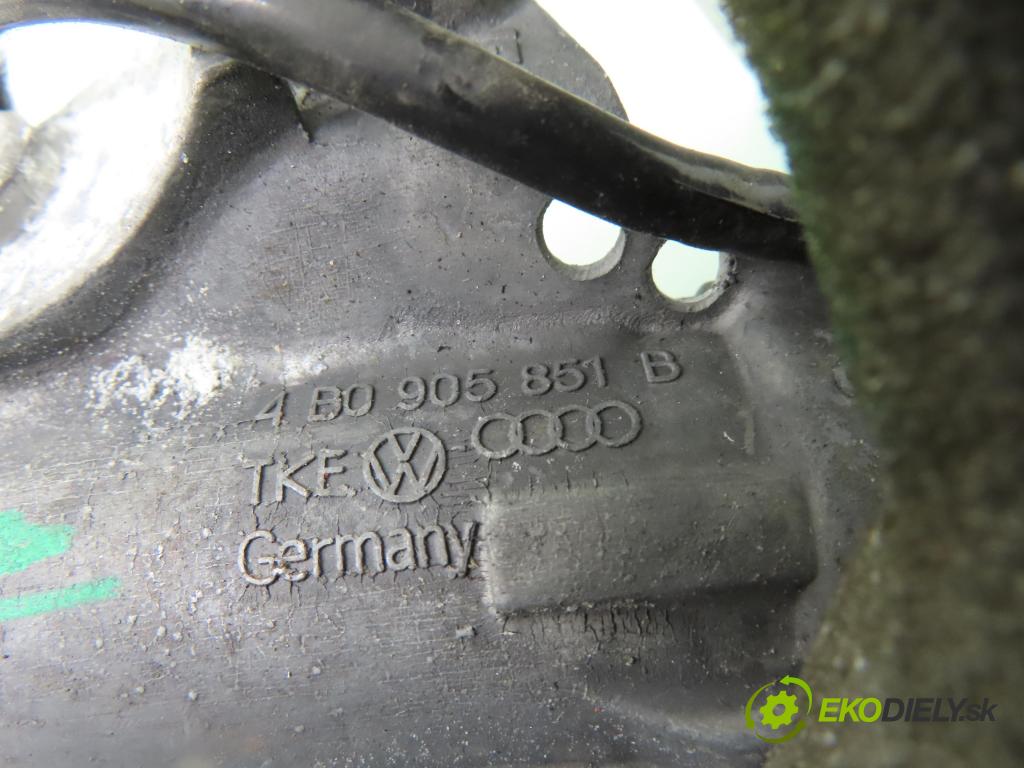 4 B0 905 851 B
TKE
Germany
EKODIELY.sk